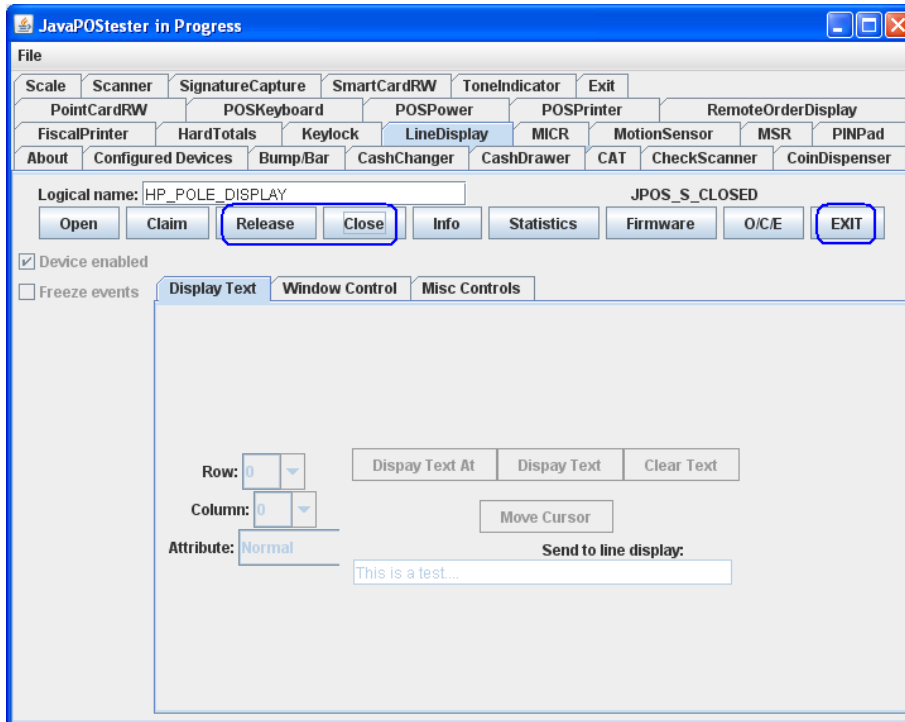 JavaPOStester in Progress
File
Scale Scanner SignatureCapture SmartCardRW ToneIndicator Exit
PointCardRW POSKeyboard POSPower POSPrinter RemoteOrderDisplay
FiscalPrinter HardTotals Keylock LineDisplay MICR MotionSensor MSR PINPad
About Configured Devices Bump/Bar CashChanger CashDrawer CAT CheckScanner CoinDispenser
Logical name: HP_POLE_DISPLAY JPOS_S_CLOSED
Open Claim Release Close Info Statistics Firmware O/C/E EXIT
Device enabled
Freeze events Display Text Window Control Misc Controls
Row: 0 Dispay Text At Dispay Text Clear Text
Column: 0 Move Cursor
Attribute: Normal Send to line display:
This is a test....